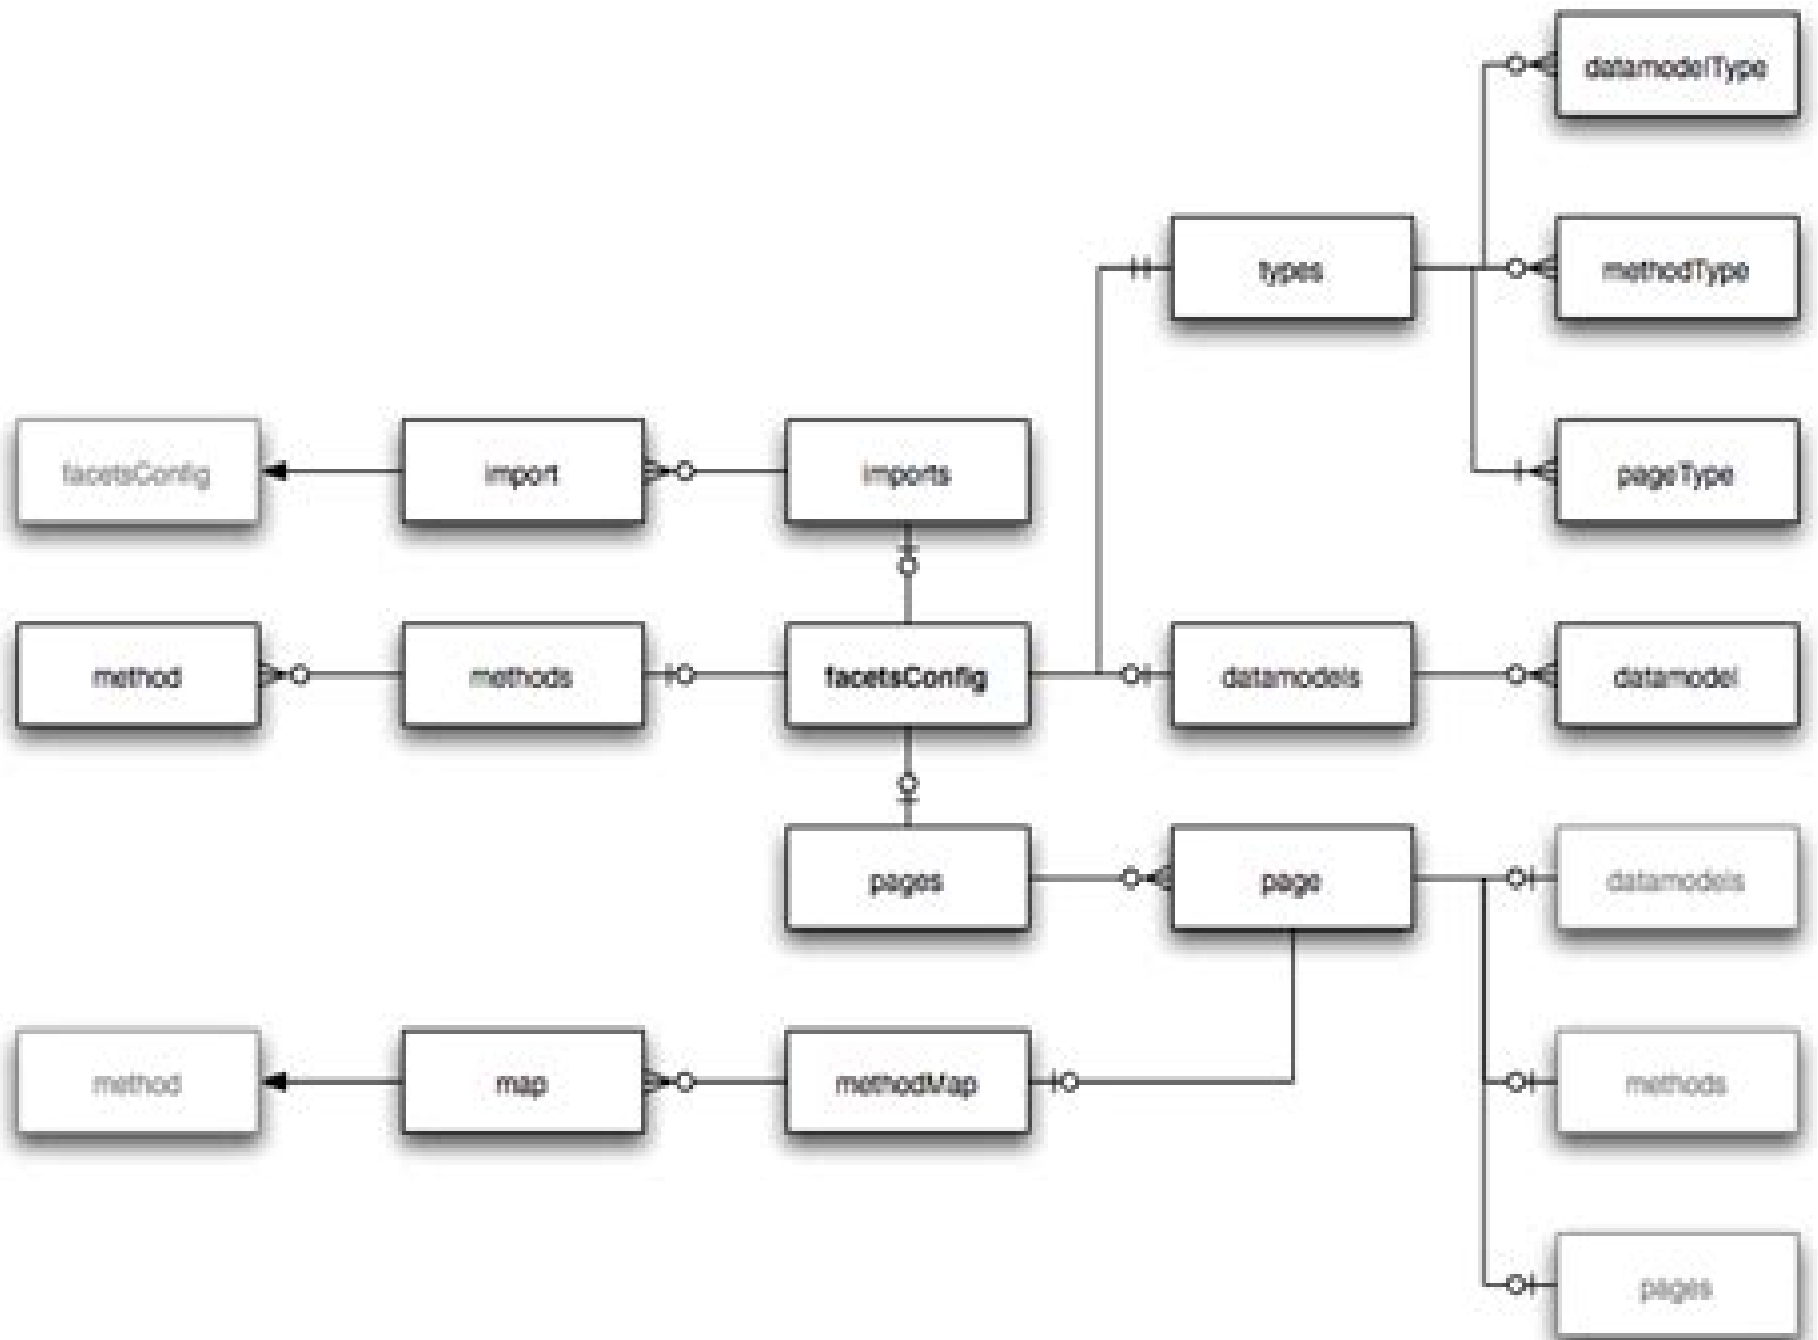 datamodelType
types
methodType
facetsConfig
import
imports
pageType
method
methods
facetsConfig
datamodels
datamodel
pages
page
datamodels
method
map
methodMap
methods
pages